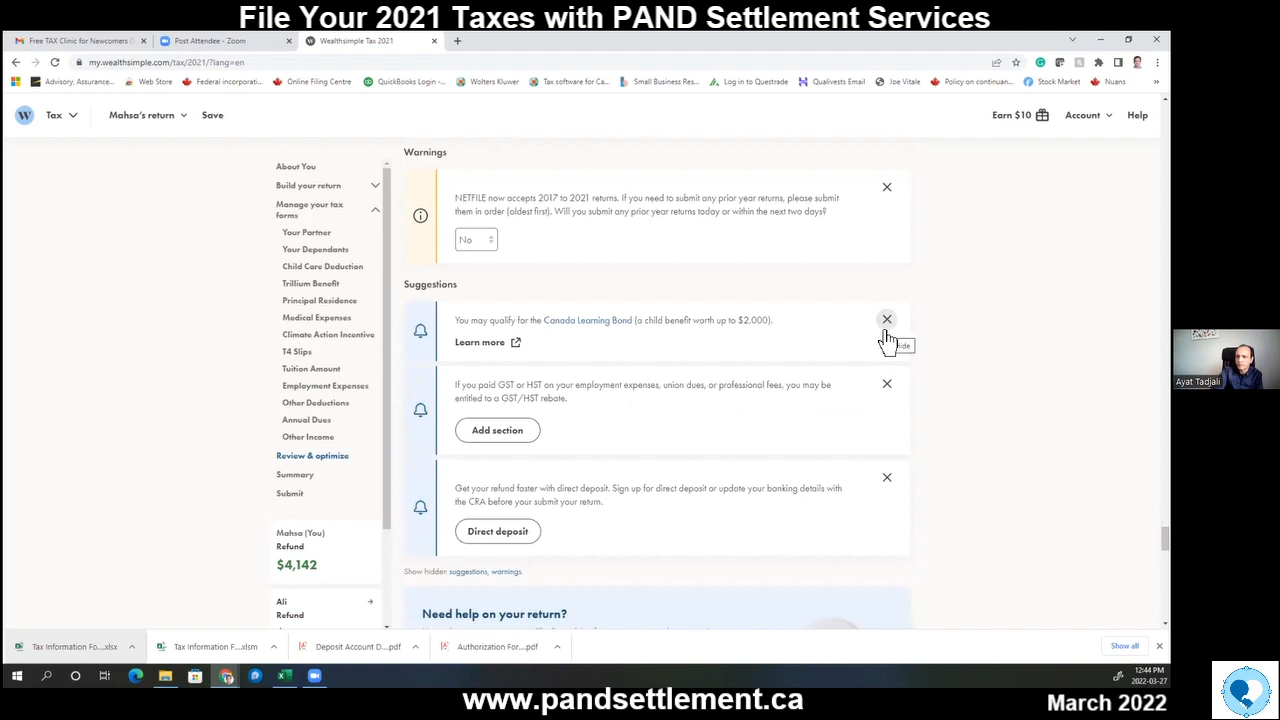 File Your 2021 Taxes with PAND Settlement Services
Free TAX Clinic for Newcomers (
Post Attendee - Zoom
Wealthsimple Tax 2021
my.wealthsimple.com/tax/2021/?lang=en
Advisory, Assurance...
Web Store
Federal incorporati...
Online Filing Centre
QuickBooks Login -...
Wolters Kluwer
Tax software for Ca...
Small Business Res...
Log in to Questrade
Qualivests Email
Joe Vitale
Policy on continuan...
Stock Market
Nuans
W
Tax
Mahsa's return
Save
Earn $10
Account
Help
About You
Build your return
Manage your tax
forms
Your Partner
Your Dependants
Child Care Deduction
Trillium Benefit
Principal Residence
Medical Expenses
Climate Action Incentive
T4 Slips
Tuition Amount
Employment Expenses
Other Deductions
Annual Dues
Other Income
Review & optimize
Summary
Submit
Mahsa (You)
Refund
$4,142
Ali
Refund
Warnings
NETFILE now accepts 2017 to 2021 returns. If you need to submit any prior year returns, please submit
them in order (oldest first). Will you submit any prior year returns today or within the next two days?
No
Suggestions
You may qualify for the Canada Learning Bond (a child benefit worth up to $2,000).
Learn more
If you paid GST or HST on your employment expenses, union dues, or professional fees, you may be
entitled to a GST/HST rebate.
Add section
Get your refund faster with direct deposit. Sign up for direct deposit or update your banking details with
the CRA before your submit your return.
Direct deposit
Show hidden suggestions, warnings.
Need help on your return?
Ayat Tadjali
Tax Information Fo....xlsx
Tax Information F....xlsm
Deposit Account D....pdf
Authorization For....pdf
Show all
12:44 PM
2022-03-27
www.pandsettlement.ca
March 2022